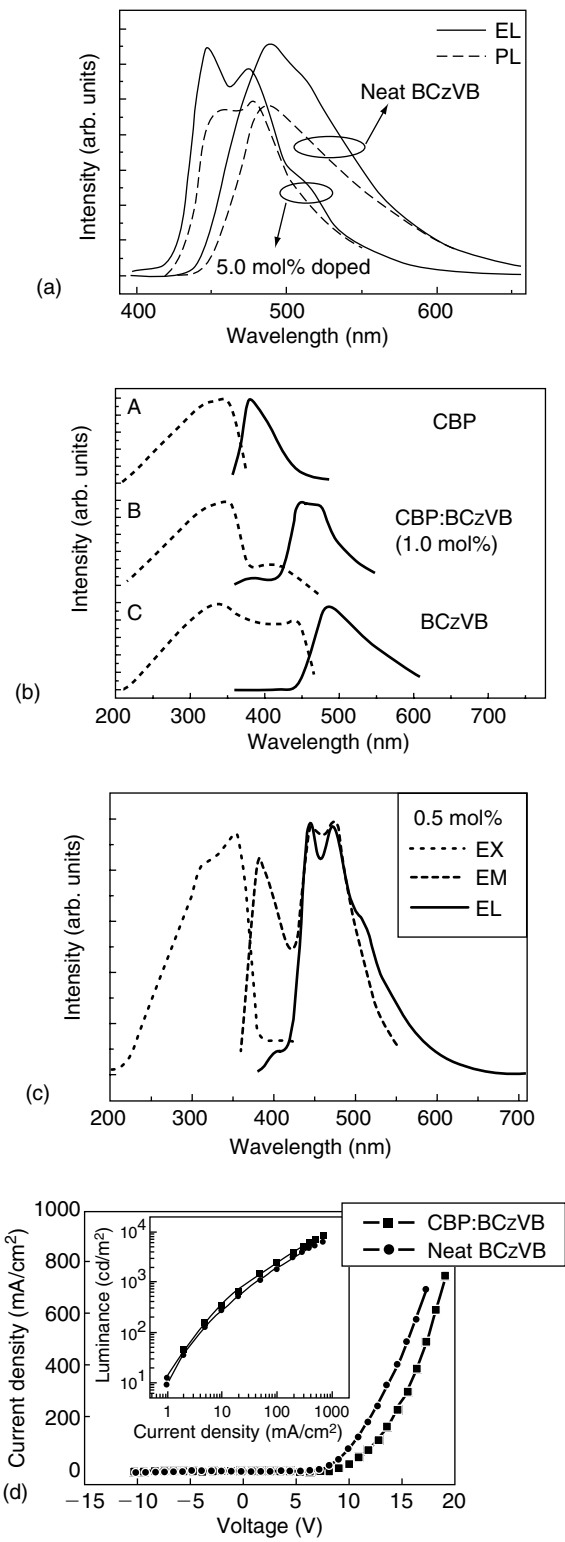 EL
PL
Neat BCzVB
5.0 mol% doped
Intensity (arb. units)
400 500 600
Wavelength (nm)
(a)
A
CBP
B
CBP:BCzVB
(1.0 mol%)
C
BCzVB
Intensity (arb. units)
200 300 400 500 600 700
Wavelength (nm)
(b)
0.5 mol%
EX
EM
EL
Intensity (arb. units)
200 300 400 500 600 700
Wavelength (nm)
(c)
CBP:BCzVB
Neat BCzVB
1000
800
600
400
200
0
Current density (mA/cm²)
10⁴
10³
10²
10¹
Luminance (cd/m²)
1 10 100 1000
Current density (mA/cm²)
−15 −10 −5 0 5 10 15 20
Voltage (V)
(d)